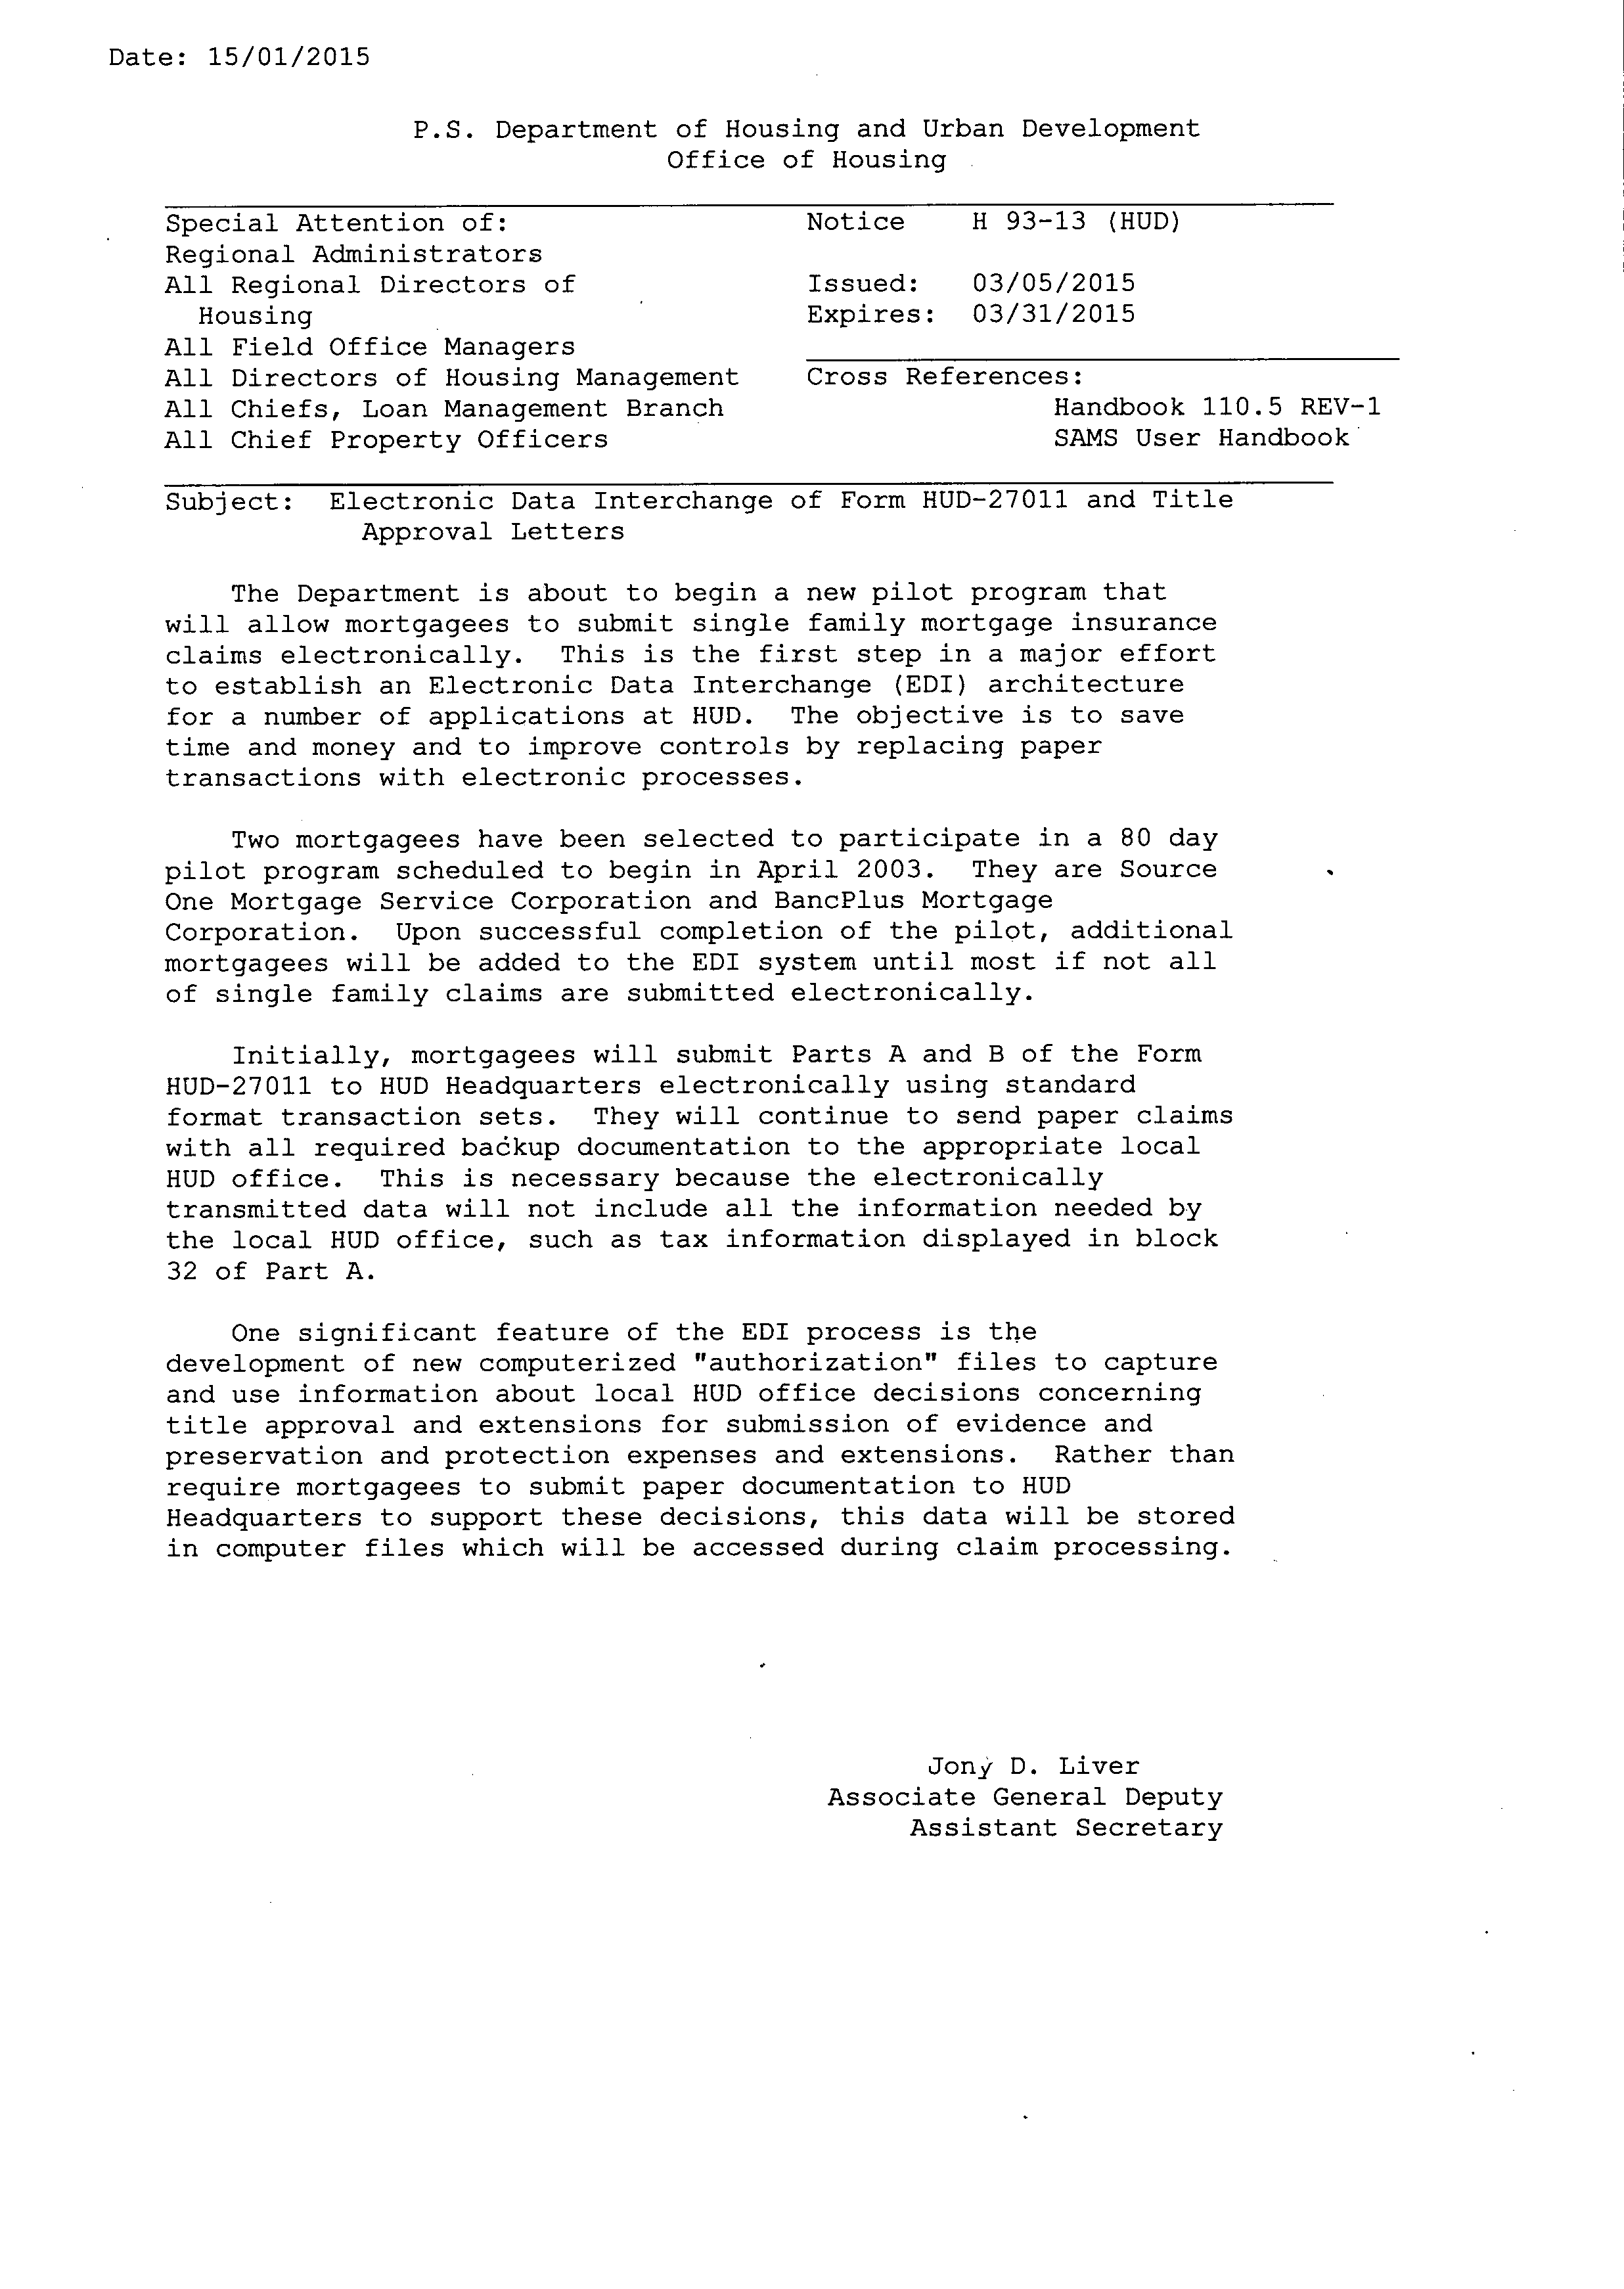 Date: 15/01/2015
P.S. Department of Housing and Urban Development
Office of Housing
Special Attention of:
Regional Administrators
All Regional Directors of
Housing
All Field Office Managers
All Directors of Housing Management
All Chiefs, Loan Management Branch
All Chief Property Officers
Notice H 93-13 (HUD)
Issued: 03/05/2015
Expires: 03/31/2015
Cross References:
Handbook 110.5 REV-1
SAMS User Handbook
Subject: Electronic Data Interchange of Form HUD-27011 and Title
Approval Letters
The Department is about to begin a new pilot program that
will allow mortgagees to submit single family mortgage insurance
claims electronically. This is the first step in a major effort
to establish an Electronic Data Interchange (EDI) architecture
for a number of applications at HUD. The objective is to save
time and money and to improve controls by replacing paper
transactions with electronic processes.
Two mortgagees have been selected to participate in a 80 day
pilot program scheduled to begin in April 2003. They are Source
One Mortgage Service Corporation and BancPlus Mortgage
Corporation. Upon successful completion of the pilot, additional
mortgagees will be added to the EDI system until most if not all
of single family claims are submitted electronically.
Initially, mortgagees will submit Parts A and B of the Form
HUD-27011 to HUD Headquarters electronically using standard
format transaction sets. They will continue to send paper claims
with all required backup documentation to the appropriate local
HUD office. This is necessary because the electronically
transmitted data will not include all the information needed by
the local HUD office, such as tax information displayed in block
32 of Part A.
One significant feature of the EDI process is the
development of new computerized "authorization" files to capture
and use information about local HUD office decisions concerning
title approval and extensions for submission of evidence and
preservation and protection expenses and extensions. Rather than
require mortgagees to submit paper documentation to HUD
Headquarters to support these decisions, this data will be stored
in computer files which will be accessed during claim processing.
Jony D. Liver
Associate General Deputy
Assistant Secretary